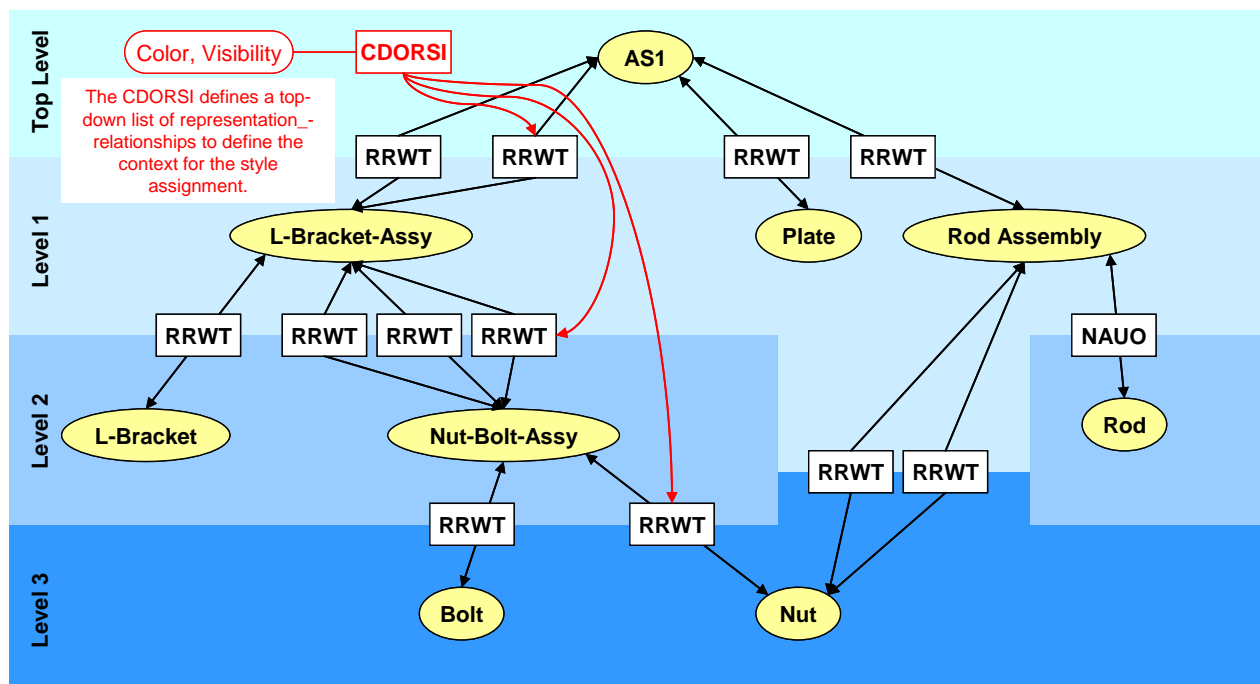 Top Level
Color, Visibility
CDORSI
AS1
The CDORSI defines a top-
down list of representation_-
relationships to define the
context for the style
assignment.
RRWT
RRWT
RRWT
RRWT
Level 1
L-Bracket-Assy
Plate
Rod Assembly
RRWT
RRWT
RRWT
RRWT
NAUO
Level 2
L-Bracket
Nut-Bolt-Assy
Rod
RRWT
RRWT
RRWT
RRWT
Level 3
Bolt
Nut